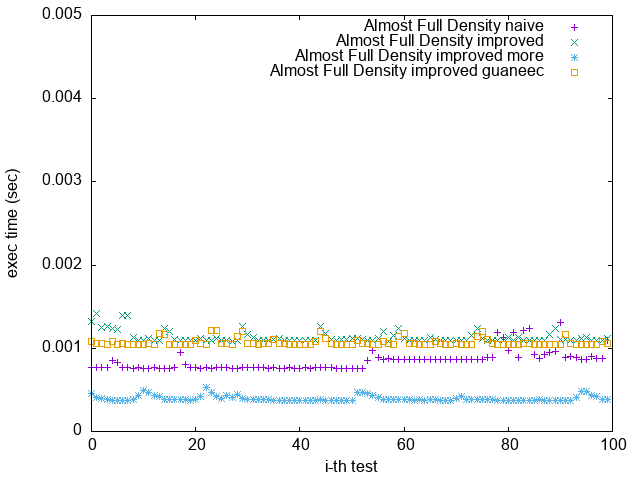 0.005
Almost Full Density naive
Almost Full Density improved
Almost Full Density improved more
Almost Full Density improved guaneec
0.004
0.003
exec time (sec)
0.002
0.001
0
0 20 40 60 80 100
i-th test